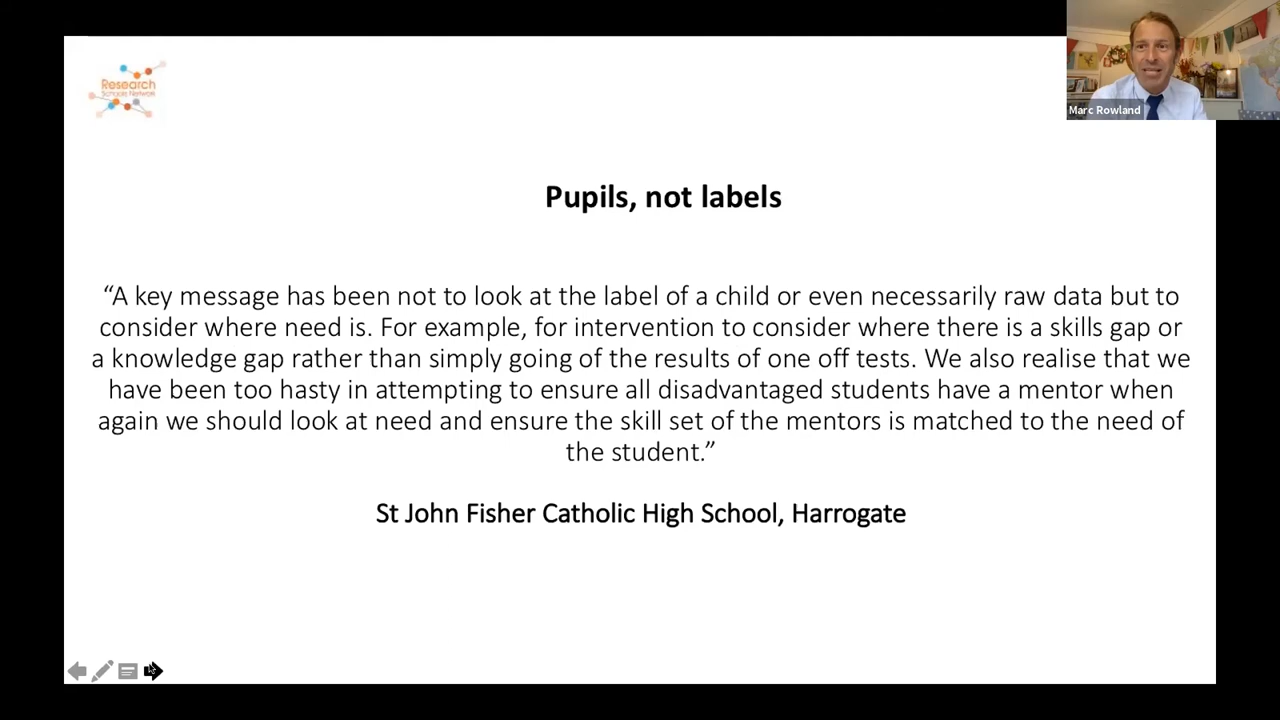 Research
Schools Network
Marc Rowland
Pupils, not labels
“A key message has been not to look at the label of a child or even necessarily raw data but to
consider where need is. For example, for intervention to consider where there is a skills gap or
a knowledge gap rather than simply going of the results of one off tests. We also realise that we
have been too hasty in attempting to ensure all disadvantaged students have a mentor when
again we should look at need and ensure the skill set of the mentors is matched to the need of
the student.”
St John Fisher Catholic High School, Harrogate